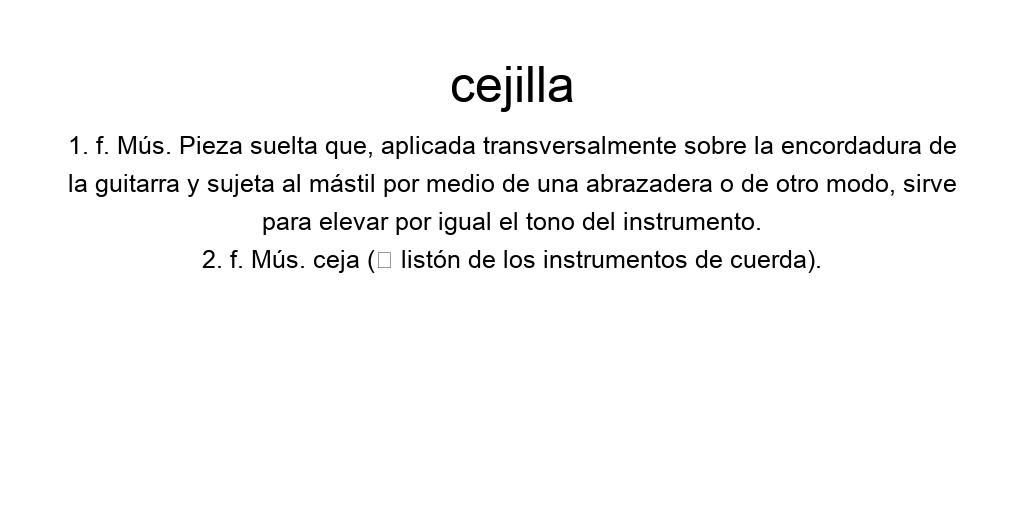 cejilla
1. f. Mús. Pieza suelta que, aplicada transversalmente sobre la encordadura de
la guitarra y sujeta al mástil por medio de una abrazadera o de otro modo, sirve
para elevar por igual el tono del instrumento.
2. f. Mús. ceja (□ listón de los instrumentos de cuerda).